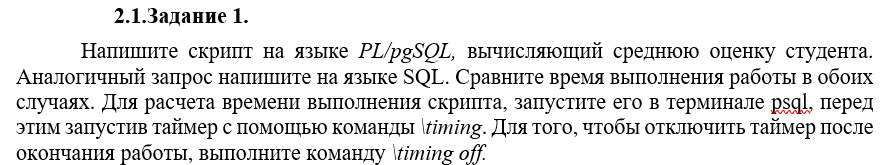 2.1.Задание 1.
Напишите скрипт на языке PL/pgSQL, вычисляющий среднюю оценку студента.
Аналогичный запрос напишите на языке SQL. Сравните время выполнения работы в обоих
случаях. Для расчета времени выполнения скрипта, запустите его в терминале psql, перед
этим запустив таймер с помощью команды \timing. Для того, чтобы отключить таймер после
окончания работы, выполните команду \timing off.